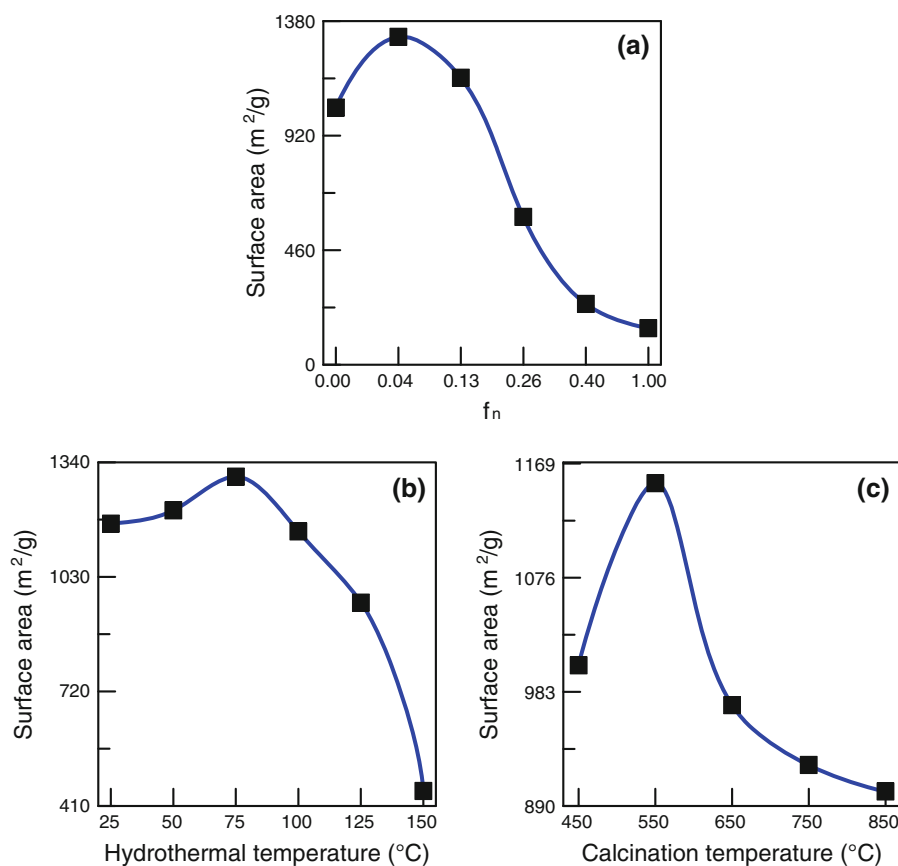 (a)
Surface area (m²/g)
1380
920
460
0
0.00 0.04 0.13 0.26 0.40 1.00
fₙ
(b)
Surface area (m²/g)
1340
1030
720
410
25 50 75 100 125 150
Hydrothermal temperature (°C)
(c)
Surface area (m²/g)
1169
1076
983
890
450 550 650 750 850
Calcination temperature (°C)